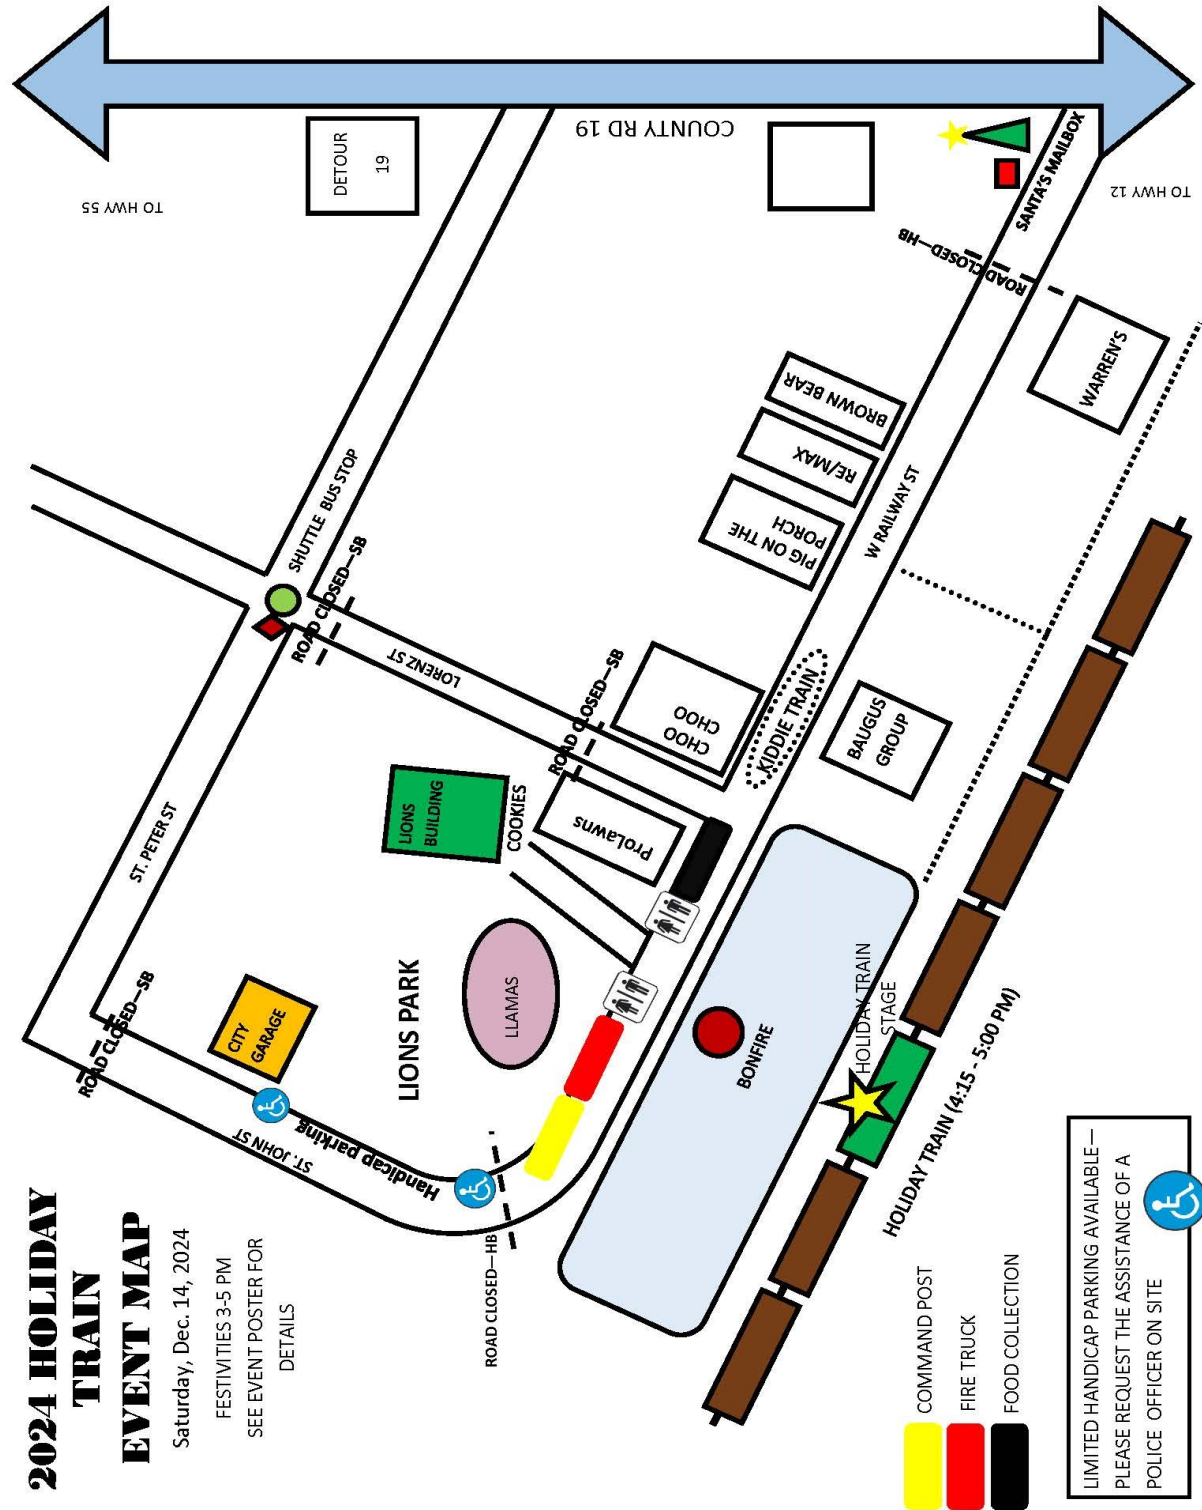 2024 HOLIDAY
TRAIN
EVENT MAP
Saturday, Dec. 14, 2024
FESTIVITIES 3-5 PM
SEE EVENT POSTER FOR
DETAILS
TO HWY 55
DETOUR
19
COUNTY RD 19
TO HWY 12
SANTA'S MAILBOX
ROAD CLOSED—HB
WARREN'S
BROWN BEAR
RE/MAX
PIG ON THE
PORCH
W RAILWAY ST
SHUTTLE BUS STOP
ROAD CLOSED—SB
LORENZ ST
ST. PETER ST
ROAD CLOSED—SB
CHOO
CHOO
KIDDIE TRAIN
BAUGUS
GROUP
LIONS
BUILDING
COOKIES
ProLawns
ROAD CLOSED—SB
CITY
GARAGE
LIONS PARK
LLAMAS
Handicap parking
ST. JOHN ST
ROAD CLOSED—HB
BONFIRE
HOLIDAY TRAIN
STAGE
HOLIDAY TRAIN (4:15 - 5:00 PM)
COMMAND POST
FIRE TRUCK
FOOD COLLECTION
LIMITED HANDICAP PARKING AVAILABLE—
PLEASE REQUEST THE ASSISTANCE OF A
POLICE OFFICER ON SITE